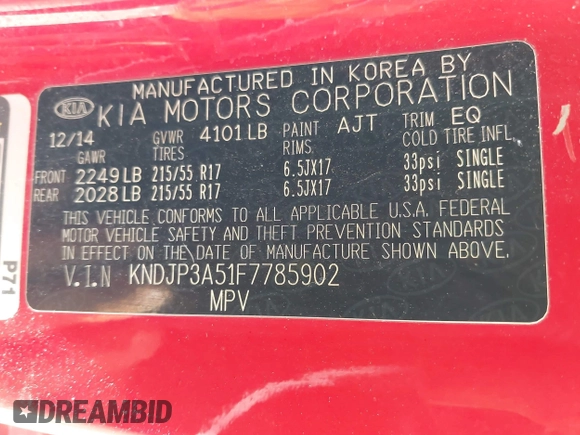 MANUFACTURED IN KOREA BY
KIA KIA MOTORS CORPORATION
12/14 GVWR 4101LB PAINT AJT TRIM EQ
GAWR TIRES RIMS COLD TIRE INFL.
FRONT 2249LB 215/55 R17 6.5JX17 33psi SINGLE
REAR 2028LB 215/55 R17 6.5JX17 33psi SINGLE
THIS VEHICLE CONFORMS TO ALL APPLICABLE U.S.A. FEDERAL
MOTOR VEHICLE SAFETY AND THEFT PREVENTION STANDARDS
IN EFFECT ON THE DATE OF MANUFACTURE SHOWN ABOVE.
V.I.N KNDJP3A51F7785902
MPV
P71
DREAMBID